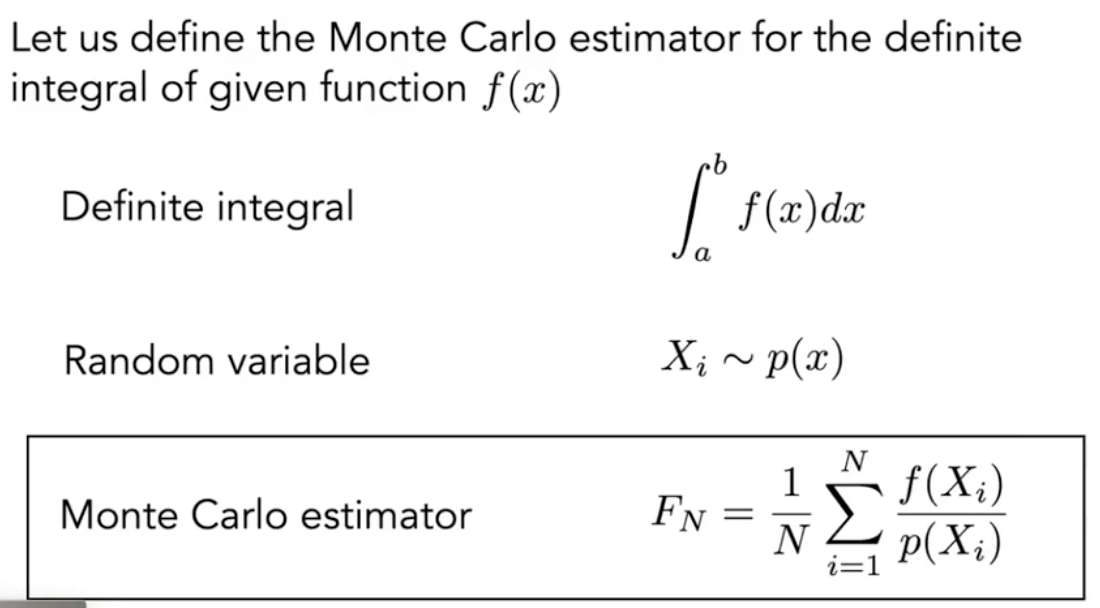 Let us define the Monte Carlo estimator for the definite
integral of given function f(x)
Definite integral ∫_a^b f(x)dx
Random variable X_i ~ p(x)
Monte Carlo estimator F_N = 1/N ∑_{i=1}^{N} f(X_i)/p(X_i)